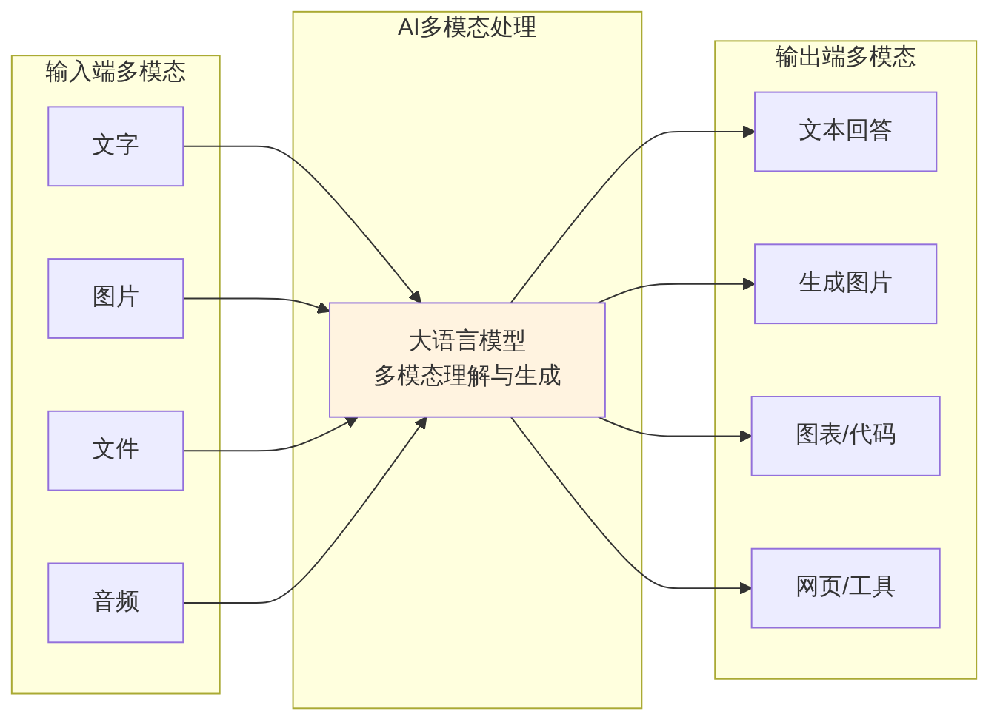 输入端多模态
文字
图片
文件
音频
AI多模态处理
大语言模型
多模态理解与生成
输出端多模态
文本回答
生成图片
图表/代码
网页/工具